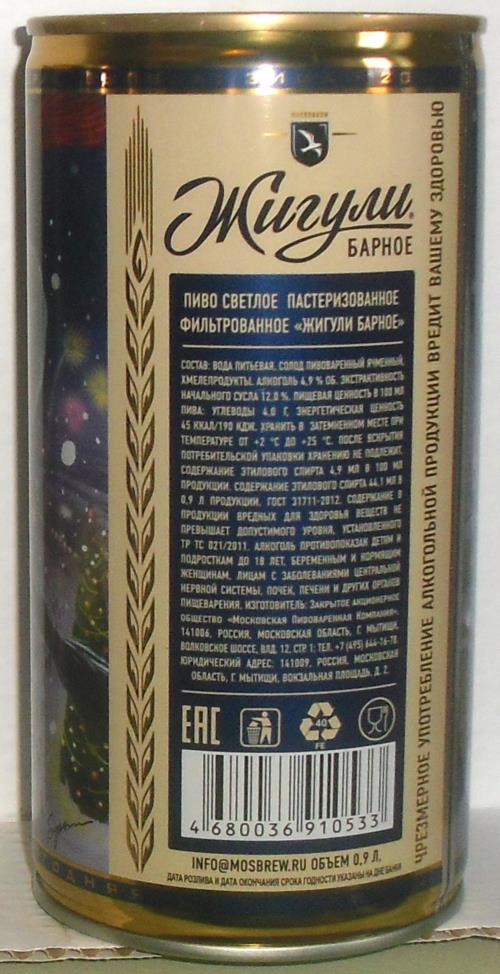 Жигули®
БАРНОЕ
ПИВО СВЕТЛОЕ ПАСТЕРИЗОВАННОЕ
ФИЛЬТРОВАННОЕ «ЖИГУЛИ БАРНОЕ»
СОСТАВ: ВОДА ПИТЬЕВАЯ, СОЛОД ПИВОВАРЕННЫЙ ЯЧМЕННЫЙ,
ХМЕЛЕПРОДУКТЫ. АЛКОГОЛЬ 4,9 % ОБ. ЭКСТРАКТИВНОСТЬ
НАЧАЛЬНОГО СУСЛА 12,0 %. ПИЩЕВАЯ ЦЕННОСТЬ В 100 МЛ
ПИВА: УГЛЕВОДЫ 4,0 Г, ЭНЕРГЕТИЧЕСКАЯ ЦЕННОСТЬ
45 ККАЛ/190 КДЖ. ХРАНИТЬ В ЗАТЕМНЕННОМ МЕСТЕ ПРИ
ТЕМПЕРАТУРЕ ОТ +2 °С ДО +25 °С. ПОСЛЕ ВСКРЫТИЯ
ПОТРЕБИТЕЛЬСКОЙ УПАКОВКИ ХРАНЕНИЮ НЕ ПОДЛЕЖИТ.
СОДЕРЖАНИЕ ЭТИЛОВОГО СПИРТА 4,9 МЛ В 100 МЛ
ПРОДУКЦИИ. СОДЕРЖАНИЕ ЭТИЛОВОГО СПИРТА 44,1 МЛ В
0,9 Л ПРОДУКЦИИ. ГОСТ 31711-2012. СОДЕРЖАНИЕ В
ПРОДУКЦИИ ВРЕДНЫХ ДЛЯ ЗДОРОВЬЯ ВЕЩЕСТВ НЕ
ПРЕВЫШАЕТ ДОПУСТИМОГО УРОВНЯ, УСТАНОВЛЕННОГО
ТР ТС 021/2011. АЛКОГОЛЬ ПРОТИВОПОКАЗАН ДЕТЯМ И
ПОДРОСТКАМ ДО 18 ЛЕТ, БЕРЕМЕННЫМ И КОРМЯЩИМ
ЖЕНЩИНАМ, ЛИЦАМ С ЗАБОЛЕВАНИЯМИ ЦЕНТРАЛЬНОЙ
НЕРВНОЙ СИСТЕМЫ, ПОЧЕК, ПЕЧЕНИ И ДРУГИХ ОРГАНОВ
ПИЩЕВАРЕНИЯ. ИЗГОТОВИТЕЛЬ: ЗАКРЫТОЕ АКЦИОНЕРНОЕ
ОБЩЕСТВО «МОСКОВСКАЯ ПИВОВАРЕННАЯ КОМПАНИЯ».
141006, РОССИЯ, МОСКОВСКАЯ ОБЛАСТЬ, Г. МЫТИЩИ,
ВОЛКОВСКОЕ ШОССЕ, ВЛД. 12, СТР. 1; ТЕЛ. +7 (495) 644-16-78.
ЮРИДИЧЕСКИЙ АДРЕС: 141009, РОССИЯ, МОСКОВСКАЯ
ОБЛАСТЬ, Г. МЫТИЩИ, ВОКЗАЛЬНАЯ ПЛОЩАДЬ, Д. 2.
ЕАС
40
FE
4 680036 910533
INFO@MOSBREW.RU ОБЪЕМ 0,9 Л.
ДАТА РОЗЛИВА И ДАТА ОКОНЧАНИЯ СРОКА ГОДНОСТИ УКАЗАНЫ НА ДНЕ БАНКИ
ЧРЕЗМЕРНОЕ УПОТРЕБЛЕНИЕ АЛКОГОЛЬНОЙ ПРОДУКЦИИ ВРЕДИТ ВАШЕМУ ЗДОРОВЬЮ